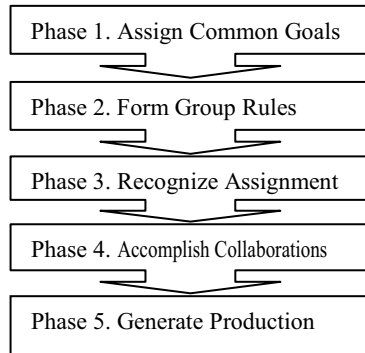 Phase 1. Assign Common Goals
Phase 2. Form Group Rules
Phase 3. Recognize Assignment
Phase 4. Accomplish Collaborations
Phase 5. Generate Production